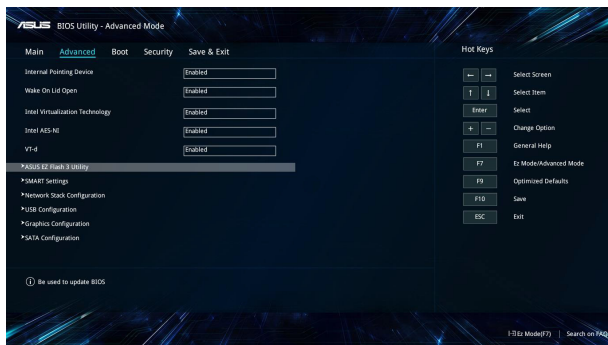 ASUS BIOS Utility - Advanced Mode
Main Advanced Boot Security Save & Exit
Hot Keys
Internal Pointing Device Enabled
Wake On Lid Open Enabled
Intel Virtualization Technology Enabled
Intel AES-NI Enabled
VT-d Enabled
ASUS EZ Flash 3 Utility
SMART Settings
Network Stack Configuration
USB Configuration
Graphics Configuration
SATA Configuration
← → Select Screen
↑ ↓ Select Item
Enter Select
+ − Change Option
F1 General Help
F7 Ez Mode/Advanced Mode
F9 Optimized Defaults
F10 Save
ESC Exit
Be used to update BIOS
Ez Mode(F7) | Search on FAQ